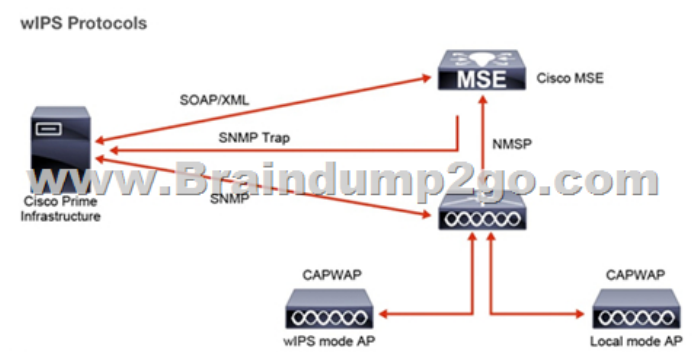 wIPS Protocols
MSE
Cisco MSE
SOAP/XML
SNMP Trap
NMSP
www.Braindump2go.com
Cisco Prime
Infrastructure
SNMP
CAPWAP
CAPWAP
wIPS mode AP
Local mode AP